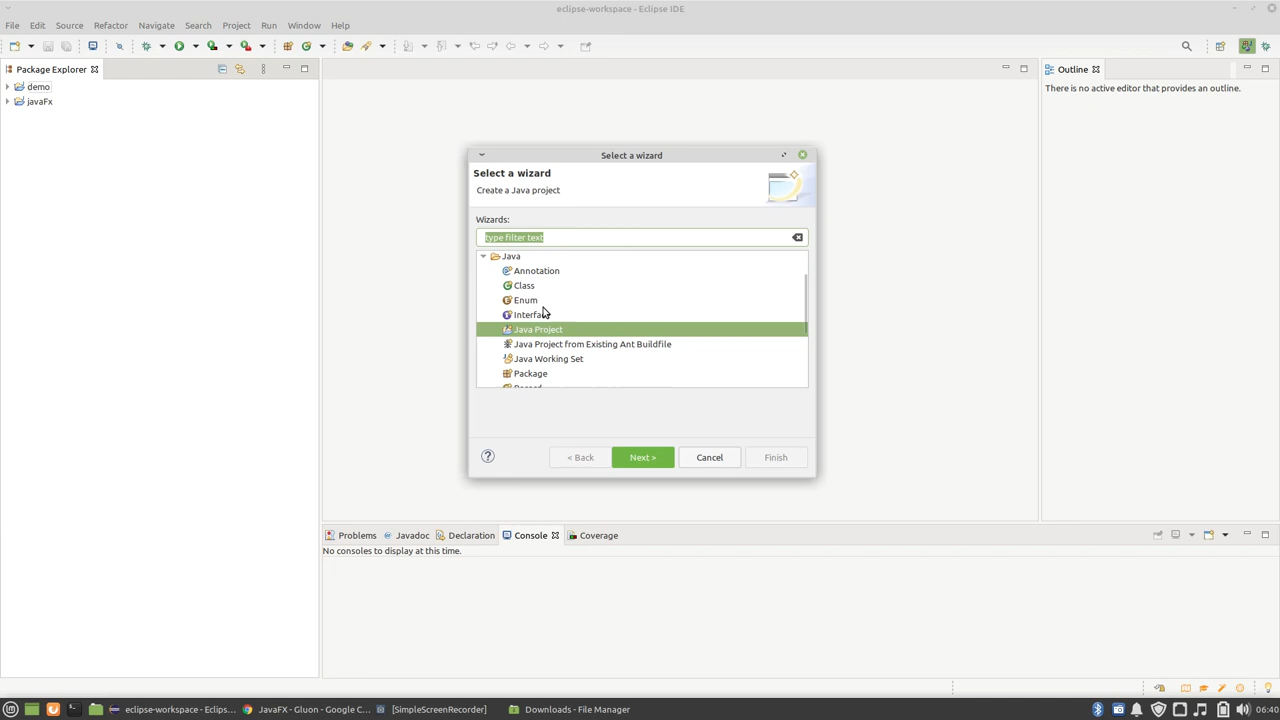 eclipse-workspace - Eclipse IDE
File Edit Source Refactor Navigate Search Project Run Window Help
Package Explorer
demo
javaFx
Outline
There is no active editor that provides an outline.
Select a wizard
Select a wizard
Create a Java project
Wizards:
type filter text
Java
Annotation
Class
Enum
Java Project
Java Project from Existing Ant Buildfile
Java Working Set
Package
< Back Next > Cancel Finish
Problems Javadoc Declaration Console Coverage
No consoles to display at this time.
eclipse-workspace - Eclips... JavaFX - Gluon - Google C... [SimpleScreenRecorder] Downloads - File Manager 06:40